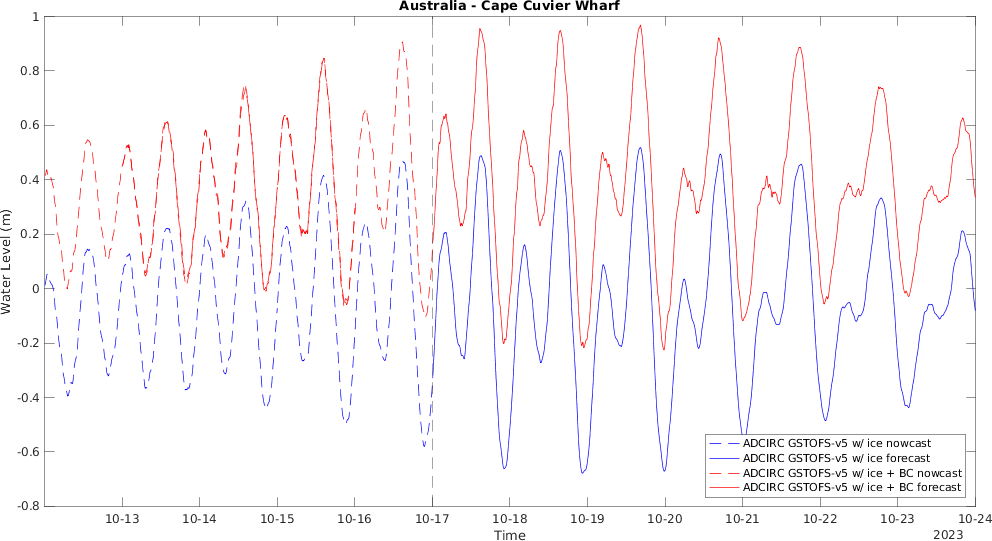 Australia - Cape Cuvier Wharf
1
0.8
0.6
0.4
0.2
0
-0.2
-0.4
-0.6
-0.8
Water Level (m)
ADCIRC GSTOFS-v5 w/ ice nowcast
ADCIRC GSTOFS-v5 w/ ice forecast
ADCIRC GSTOFS-v5 w/ ice + BC nowcast
ADCIRC GSTOFS-v5 w/ ice + BC forecast
10-13 10-14 10-15 10-16 10-17 10-18 10-19 10-20 10-21 10-22 10-23 10-24
Time
2023